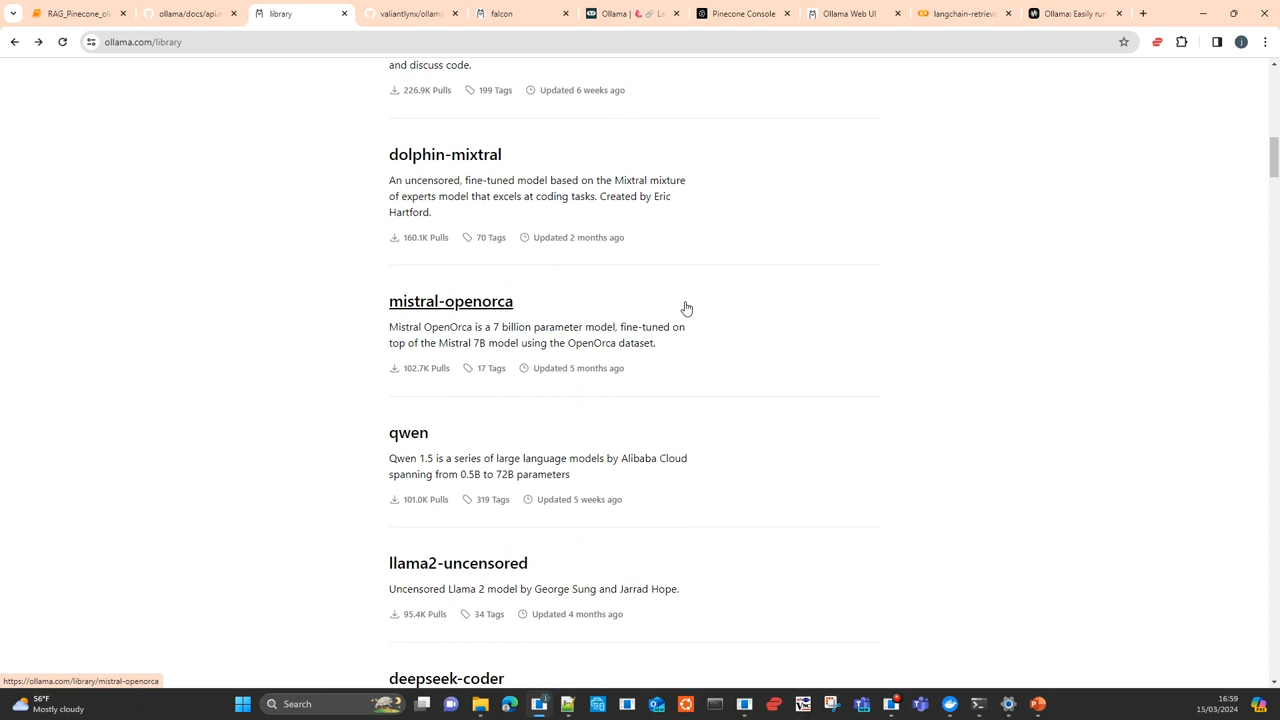 RAG_Pinecone_oll
ollama/docs/api.m
library
valiantlynx/ollama
falcon
Ollama | 🦜️🔗 La
Pinecone Console
Ollama Web UI
langchain-retrieva
Ollama: Easily run
ollama.com/library
and discuss code.
226.9K Pulls 199 Tags Updated 6 weeks ago
dolphin-mixtral
An uncensored, fine-tuned model based on the Mixtral mixture
of experts model that excels at coding tasks. Created by Eric
Hartford.
160.1K Pulls 70 Tags Updated 2 months ago
mistral-openorca
Mistral OpenOrca is a 7 billion parameter model, fine-tuned on
top of the Mistral 7B model using the OpenOrca dataset.
102.7K Pulls 17 Tags Updated 5 months ago
qwen
Qwen 1.5 is a series of large language models by Alibaba Cloud
spanning from 0.5B to 72B parameters
101.0K Pulls 319 Tags Updated 5 weeks ago
llama2-uncensored
Uncensored Llama 2 model by George Sung and Jarrad Hope.
95.4K Pulls 34 Tags Updated 4 months ago
deepseek-coder
https://ollama.com/library/mistral-openorca
56°F
Mostly cloudy
Search
16:59
15/03/2024